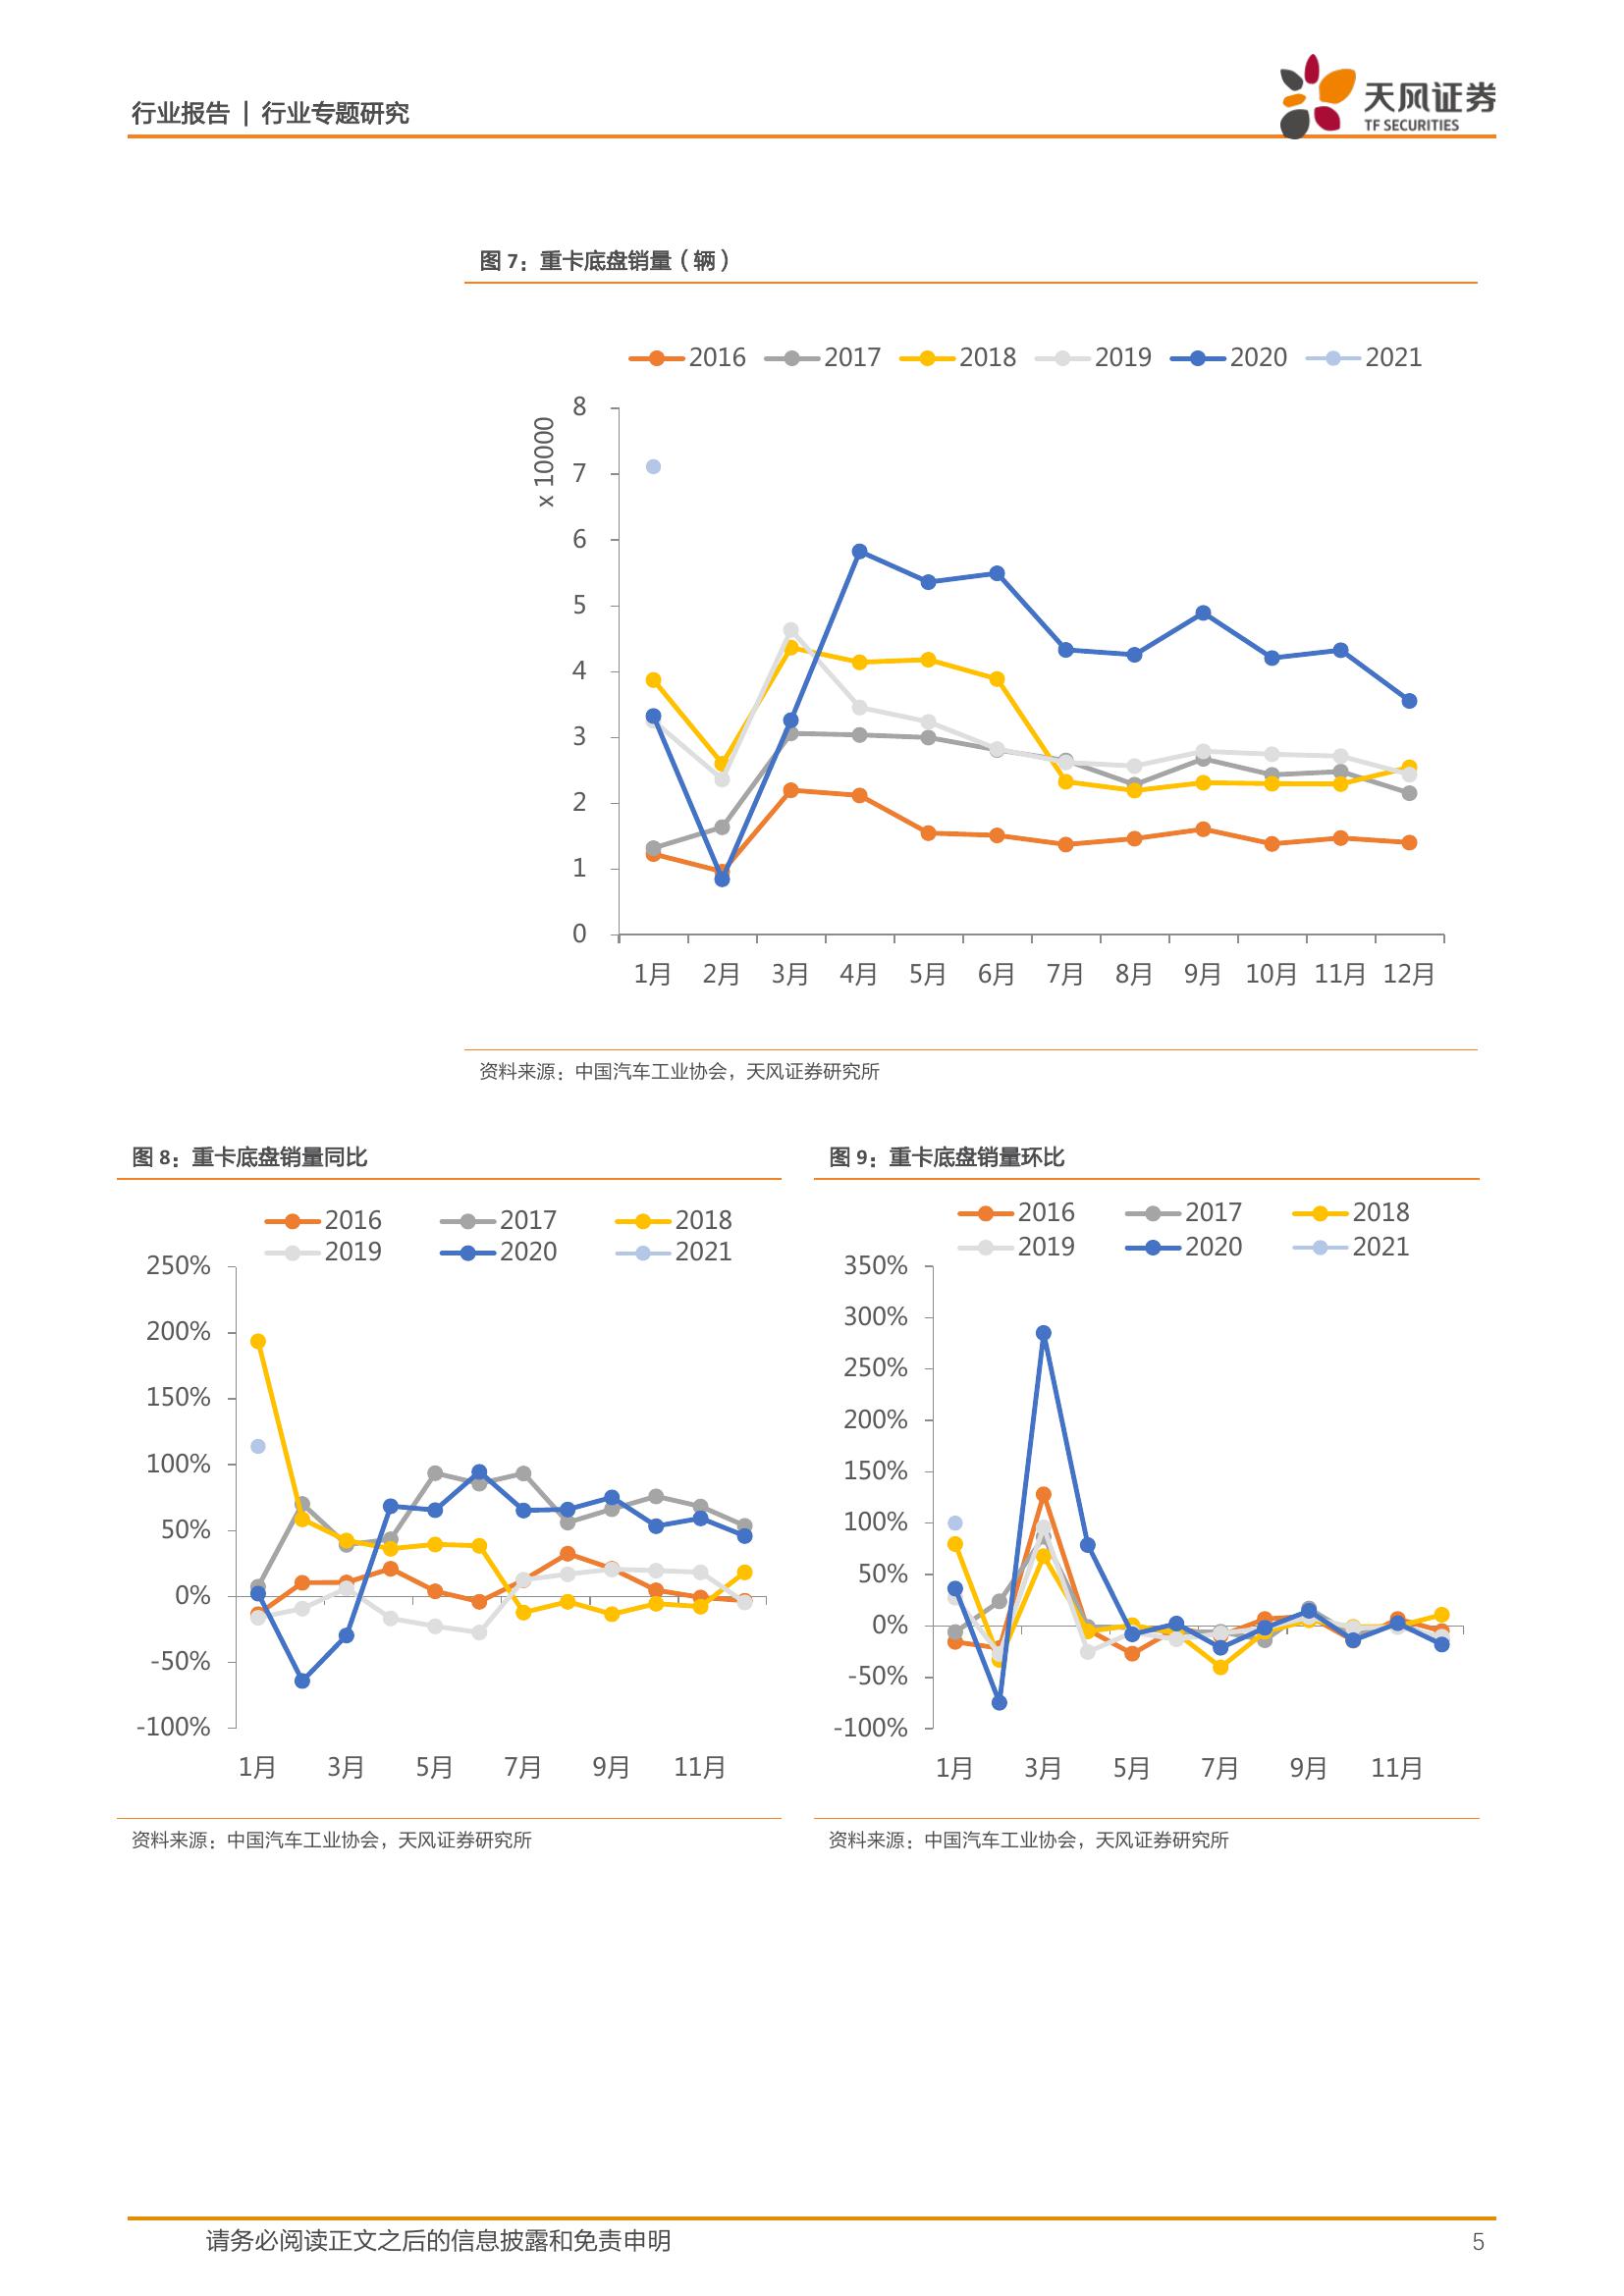 行业报告 | 行业专题研究
天风证券
TF SECURITIES
图 7：重卡底盘销量（辆）
2016 2017 2018 2019 2020 2021
x 10000
8
7
6
5
4
3
2
1
0
1月 2月 3月 4月 5月 6月 7月 8月 9月 10月 11月 12月
资料来源：中国汽车工业协会，天风证券研究所
图 8：重卡底盘销量同比
2016 2017 2018
2019 2020 2021
250%
200%
150%
100%
50%
0%
-50%
-100%
1月 3月 5月 7月 9月 11月
资料来源：中国汽车工业协会，天风证券研究所
图 9：重卡底盘销量环比
2016 2017 2018
2019 2020 2021
350%
300%
250%
200%
150%
100%
50%
0%
-50%
-100%
1月 3月 5月 7月 9月 11月
资料来源：中国汽车工业协会，天风证券研究所
请务必阅读正文之后的信息披露和免责申明 5